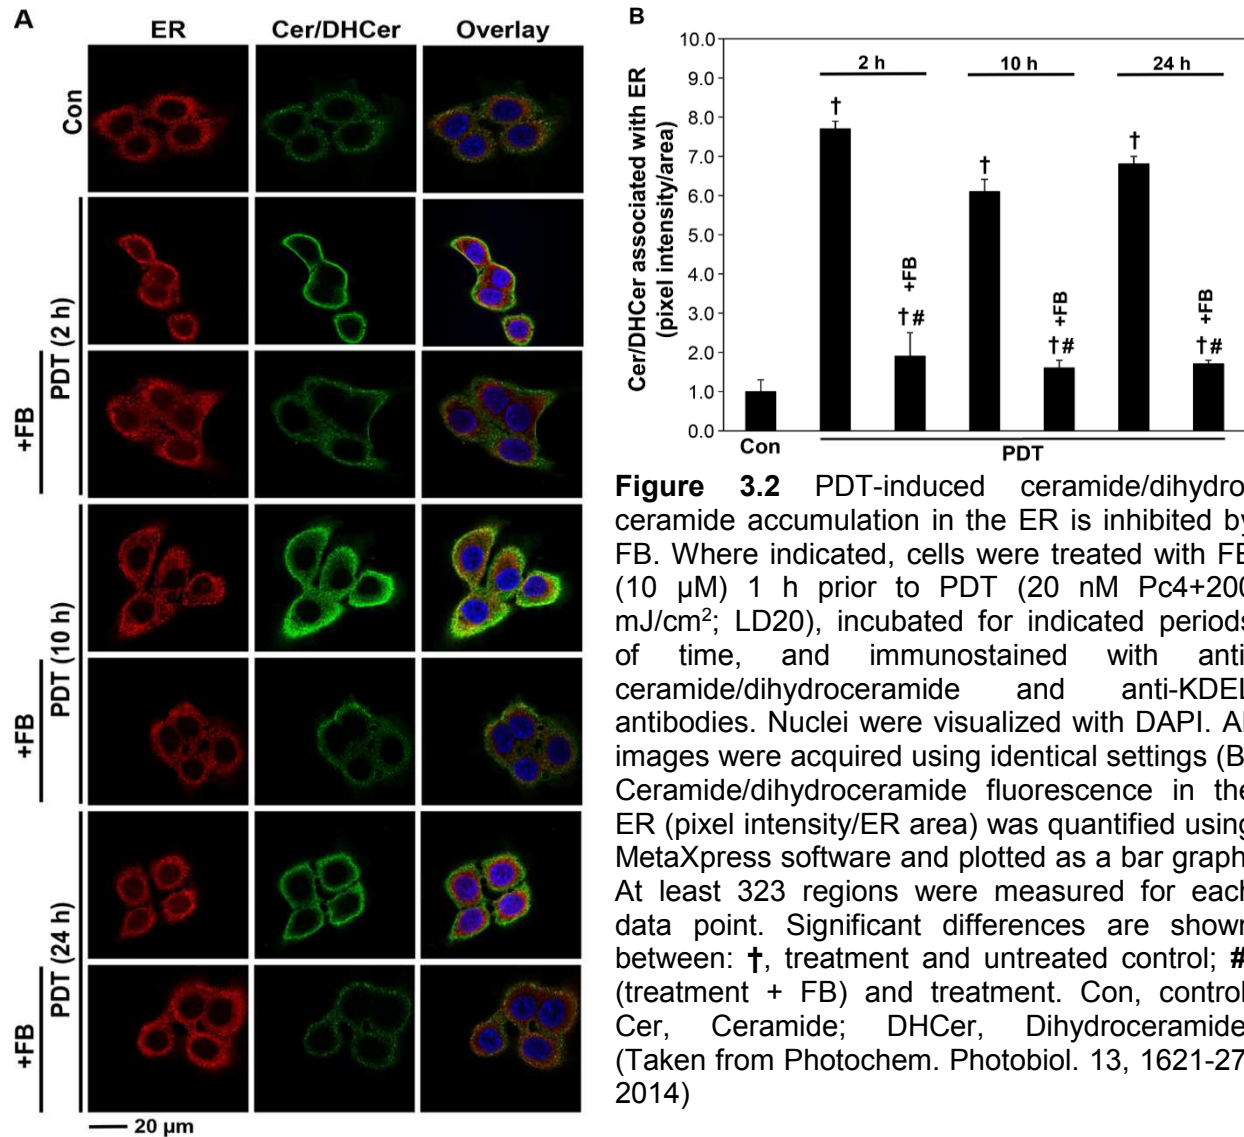 A
ER Cer/DHCer Overlay
Con
PDT (2 h)
+FB
PDT (10 h)
+FB
PDT (24 h)
+FB
20 µm
B
Cer/DHCer associated with ER
(pixel intensity/area)
10.0
9.0
8.0
7.0
6.0
5.0
4.0
3.0
2.0
1.0
0.0
2 h 10 h 24 h
† † †
+FB +FB +FB
†# †# †#
Con
PDT
Figure 3.2 PDT-induced ceramide/dihydro
ceramide accumulation in the ER is inhibited by
FB. Where indicated, cells were treated with FB
(10 µM) 1 h prior to PDT (20 nM Pc4+200
mJ/cm²; LD20), incubated for indicated periods
of time, and immunostained with anti
ceramide/dihydroceramide and anti-KDEL
antibodies. Nuclei were visualized with DAPI. Al
images were acquired using identical settings (B
Ceramide/dihydroceramide fluorescence in the
ER (pixel intensity/ER area) was quantified using
MetaXpress software and plotted as a bar graph
At least 323 regions were measured for each
data point. Significant differences are shown
between: †, treatment and untreated control; #
(treatment + FB) and treatment. Con, control
Cer, Ceramide; DHCer, Dihydroceramide
(Taken from Photochem. Photobiol. 13, 1621-27
2014)